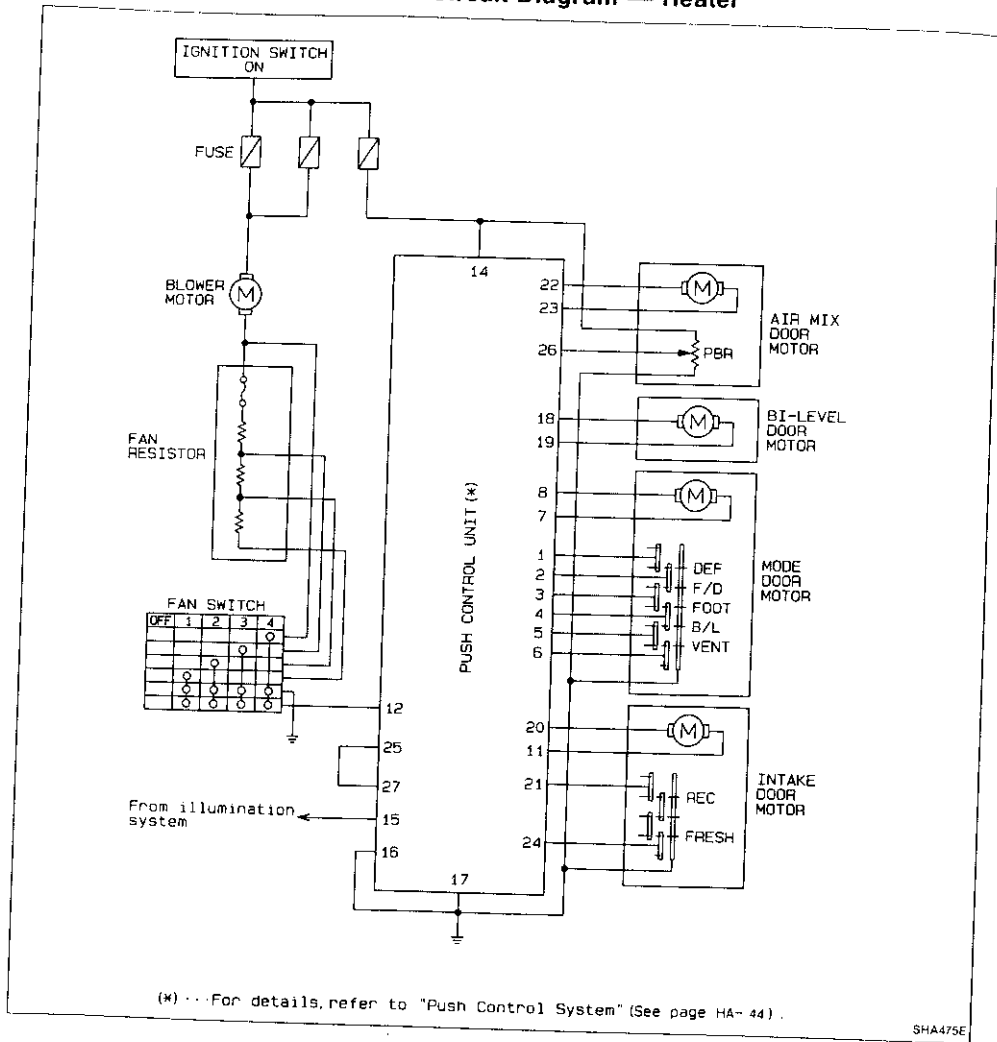 Circuit Diagram — Heater
IGNITION SWITCH
ON
FUSE
BLOWER
MOTOR
FAN
RESISTOR
FAN SWITCH
OFF 1 2 3 4
From illumination
system
PUSH CONTROL UNIT (*)
14
22
23
26
18
19
8
7
1
2
3
4
5
6
20
11
21
24
12
25
27
15
16
17
M
M
PBR
AIR MIX
DOOR
MOTOR
M
BI-LEVEL
DOOR
MOTOR
M
DEF
F/D
FOOT
B/L
VENT
MODE
DOOR
MOTOR
M
REC
FRESH
INTAKE
DOOR
MOTOR
(*) ··· For details, refer to "Push Control System" (See page HA- 44) .
SHA475E